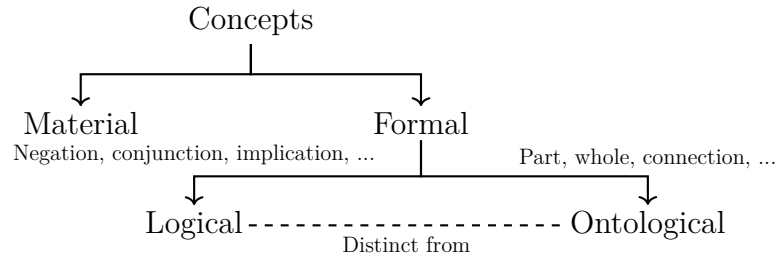 Concepts
Material
Formal
Negation, conjunction, implication, ...
Part, whole, connection, ...
Logical
Ontological
Distinct from